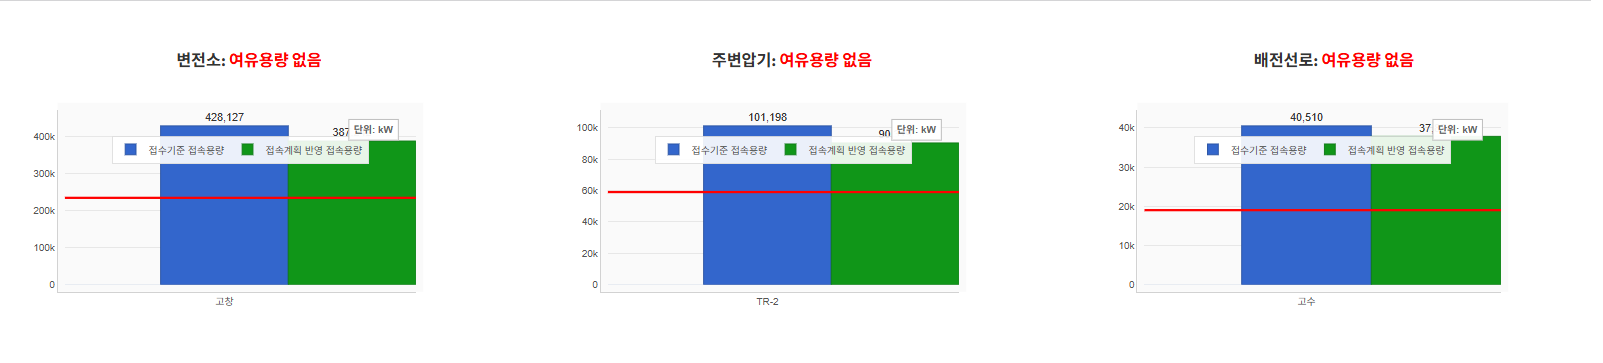 변전소: 여유용량 없음
428,127
387
단위: kW
접수기준 접속용량
접속계획 반영 접속용량
400k
300k
200k
100k
0
고창
주변압기: 여유용량 없음
101,198
90
단위: kW
접수기준 접속용량
접속계획 반영 접속용량
100k
80k
60k
40k
20k
0
TR-2
배전선로: 여유용량 없음
40,510
37,
단위: kW
접수기준 접속용량
접속계획 반영 접속용량
40k
30k
20k
10k
0
고수